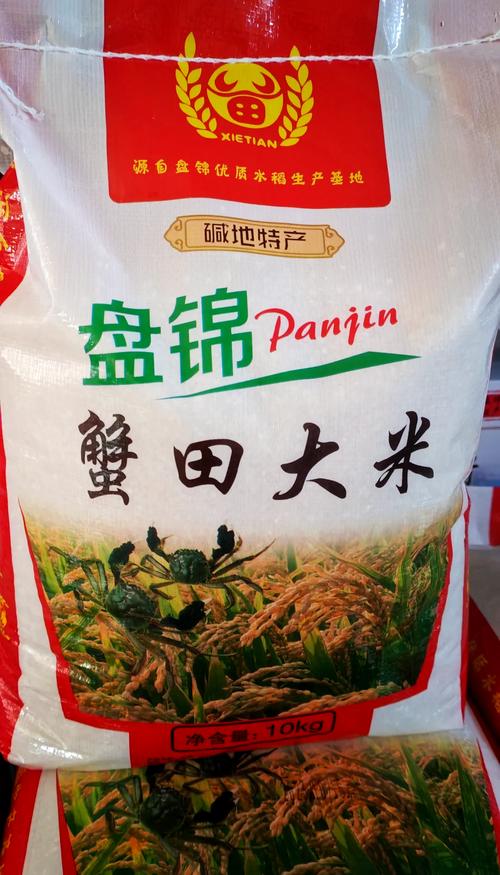 XIETIAN
源自盘锦优质水稻生产基地
碱地特产
盘锦 Panjin
蟹田大米
净含量：10kg